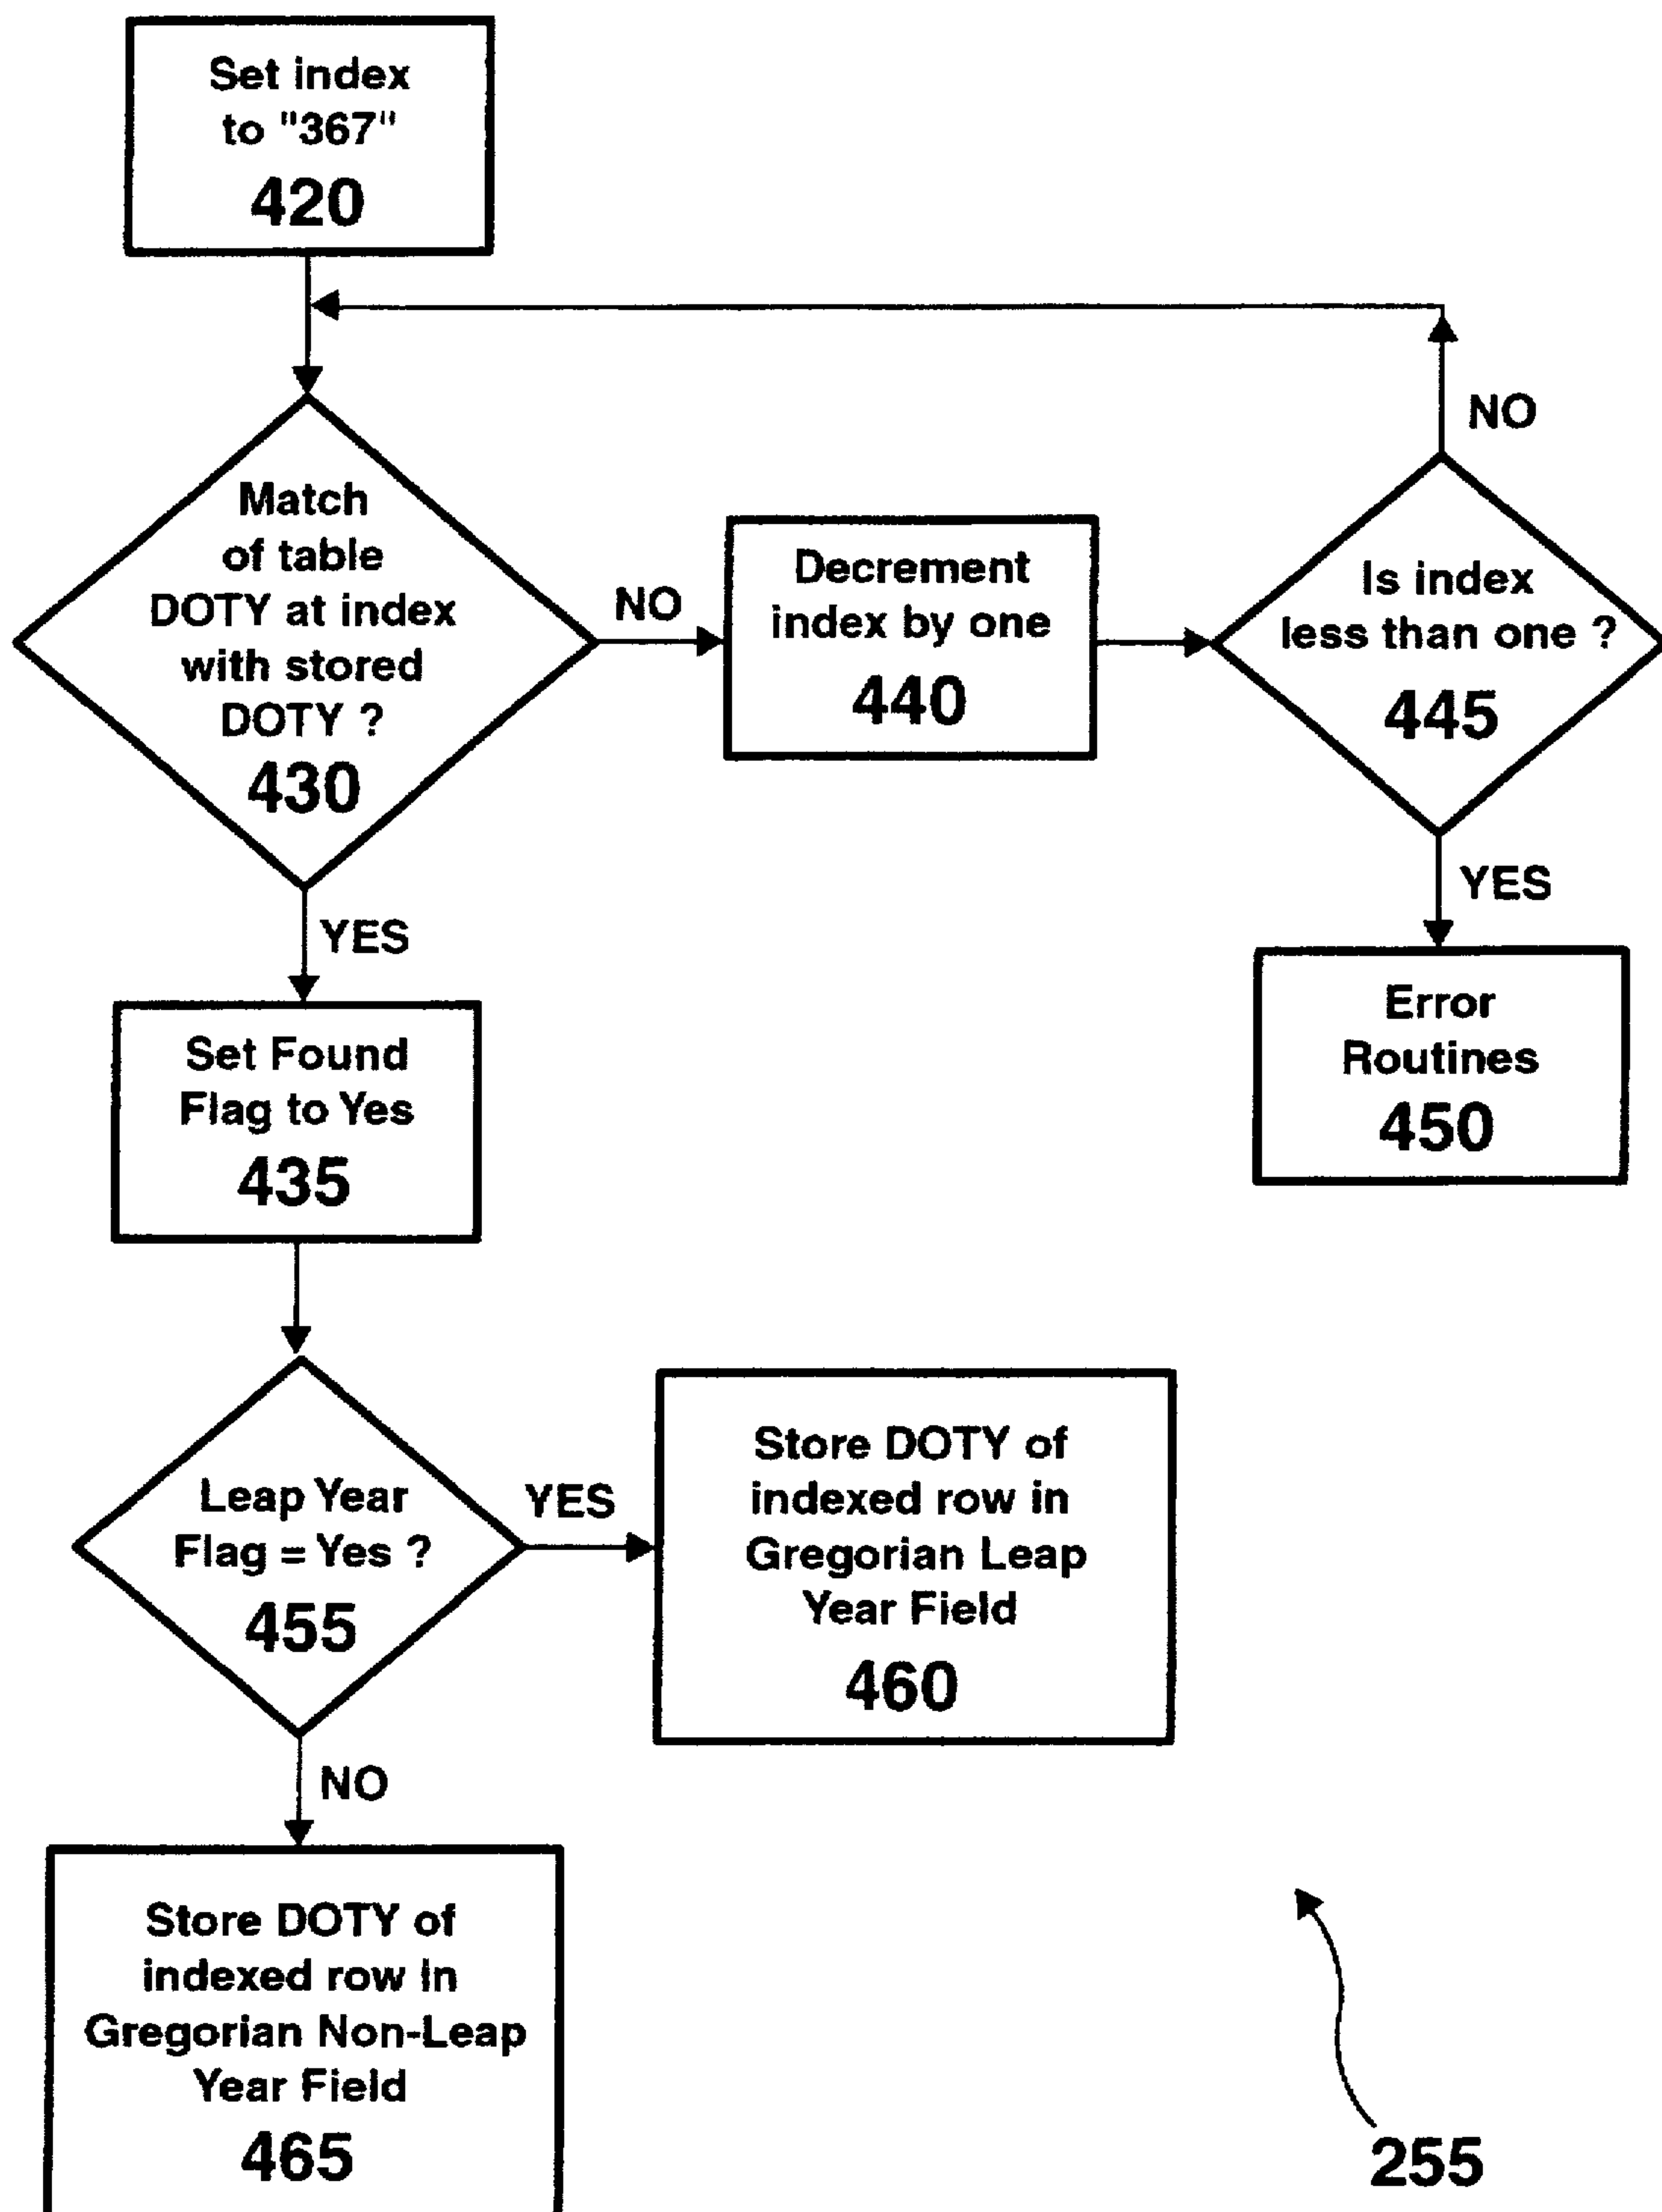 Set index
to "367"
420
Match
of table
DOTY at index
with stored
DOTY ?
430
NO
Decrement
index by one
440
Is index
less than one ?
445
NO
YES
Error
Routines
450
YES
Set Found
Flag to Yes
435
Leap Year
Flag = Yes ?
455
YES
Store DOTY of
indexed row in
Gregorian Leap
Year Field
460
NO
Store DOTY of
indexed row in
Gregorian Non-Leap
Year Field
465
255